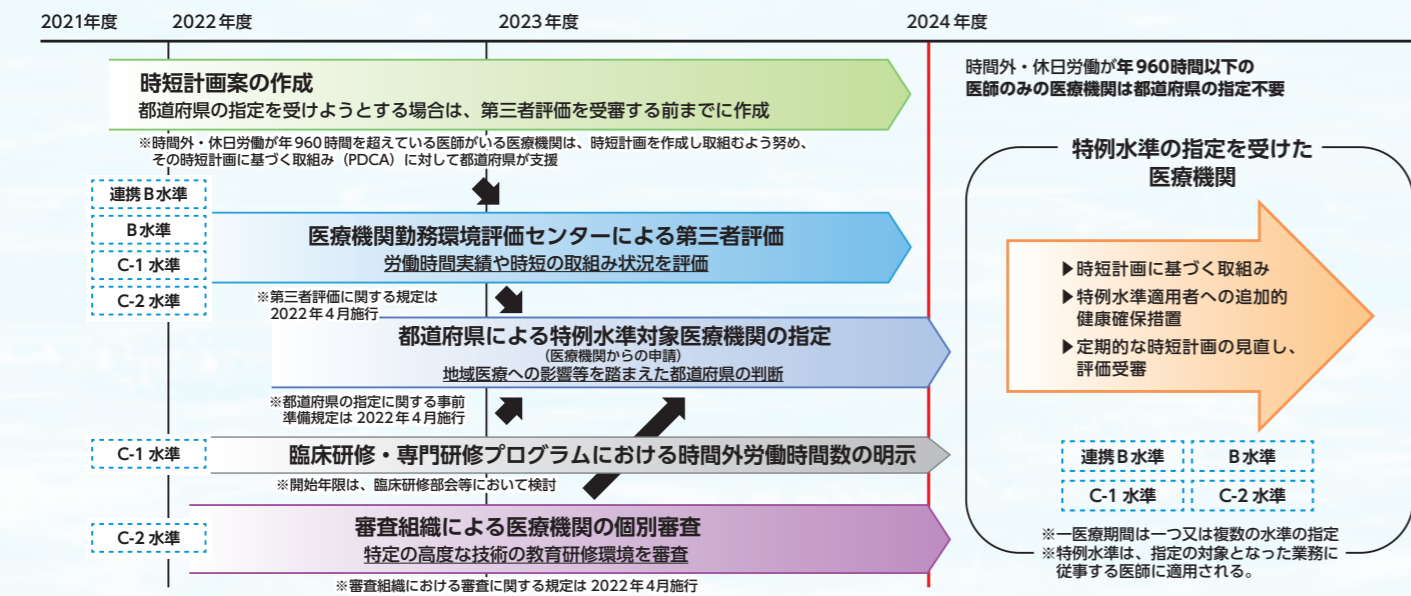 2021年度
2022年度
2023年度
2024年度
時短計画案の作成
都道府県の指定を受けようとする場合は、第三者評価を受審する前までに作成
※時間外・休日労働が年960時間を超えている医師がいる医療機関は、時短計画を作成し取組むよう努め、
その時短計画に基づく取組み（PDCA）に対して都道府県が支援
連携B水準
B水準
C-1 水準
C-2 水準
医療機関勤務環境評価センターによる第三者評価
労働時間実績や時短の取組み状況を評価
※第三者評価に関する規定は
2022年4月施行
都道府県による特例水準対象医療機関の指定
(医療機関からの申請)
地域医療への影響等を踏まえた都道府県の判断
※都道府県の指定に関する事前
準備規定は 2022年4月施行
C-1 水準
臨床研修・専門研修プログラムにおける時間外労働時間数の明示
※開始年限は、臨床研修部会等において検討
C-2 水準
審査組織による医療機関の個別審査
特定の高度な技術の教育研修環境を審査
※審査組織における審査に関する規定は 2022年4月施行
時間外・休日労働が年960時間以下の
医師のみの医療機関は都道府県の指定不要
特例水準の指定を受けた
医療機関
▶時短計画に基づく取組み
▶特例水準適用者への追加的
健康確保措置
▶定期的な時短計画の見直し、
評価受審
連携B水準
B水準
C-1 水準
C-2 水準
※一医療期間は一つ又は複数の水準の指定
※特例水準は、指定の対象となった業務に
従事する医師に適用される。